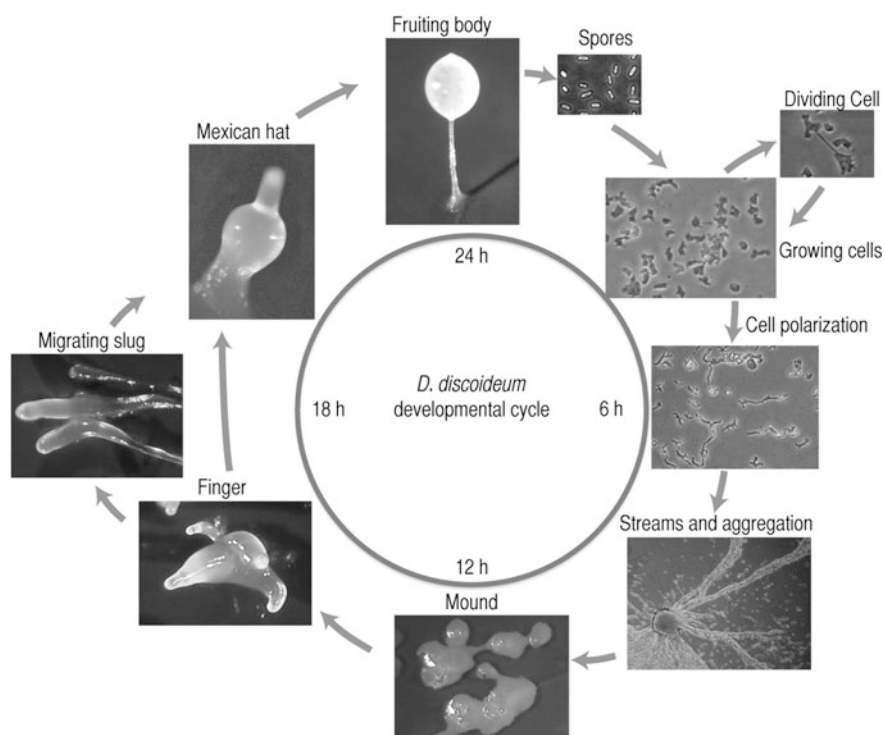 Fruiting body
Spores
Dividing Cell
Mexican hat
24 h
Growing cells
Cell polarization
Migrating slug
D. discoideum
developmental cycle
18 h
6 h
Finger
Streams and aggregation
12 h
Mound